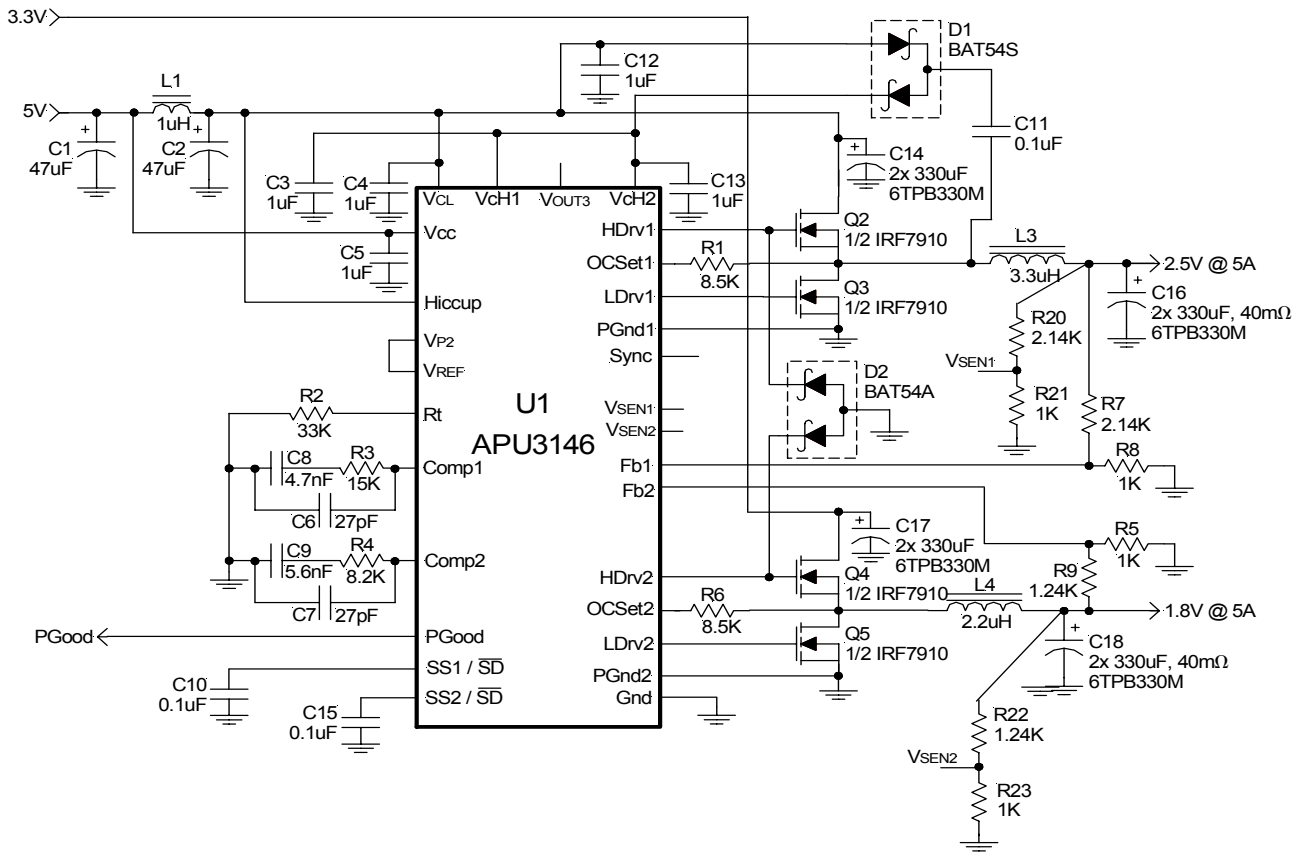 3.3V
D1
BAT54S
C12
1uF
L1
1uH
5V
C1
47uF
+
C2
47uF
+
C11
0.1uF
C3
1uF
C4
1uF
C13
1uF
+
C14
2x 330uF
6TPB330M
VCL
VcH1
VOUT3
VcH2
Vcc
C5
1uF
HDrv1
Q2
1/2 IRF7910
OCSet1
R1
8.5K
L3
3.3uH
2.5V @ 5A
Hiccup
LDrv1
Q3
1/2 IRF7910
+
C16
2x 330uF, 40mΩ
6TPB330M
PGnd1
R20
2.14K
VP2
VREF
Sync
VSEN1
R21
1K
D2
BAT54A
R7
2.14K
R2
33K
Rt
U1
APU3146
VSEN1
VSEN2
C8
4.7nF
R3
15K
Comp1
Fb1
R8
1K
Fb2
C6
27pF
+
C17
2x 330uF
6TPB330M
R5
1K
C9
5.6nF
R4
8.2K
Comp2
R9
1.24K
HDrv2
Q4
1/2 IRF7910
L4
2.2uH
C7
27pF
OCSet2
R6
8.5K
1.8V @ 5A
PGood
PGood
LDrv2
Q5
1/2 IRF7910
+
C18
2x 330uF, 40mΩ
6TPB330M
SS1 / SD
PGnd2
C10
0.1uF
SS2 / SD
Gnd
C15
0.1uF
R22
1.24K
VSEN2
R23
1K